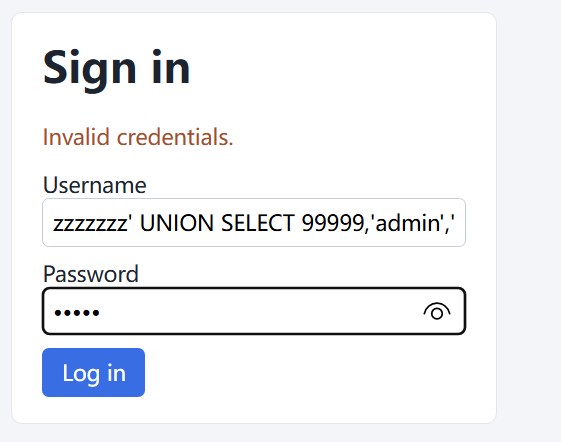 Sign in
Invalid credentials.
Username
zzzzzzz' UNION SELECT 99999,'admin','
Password
•••••
Log in